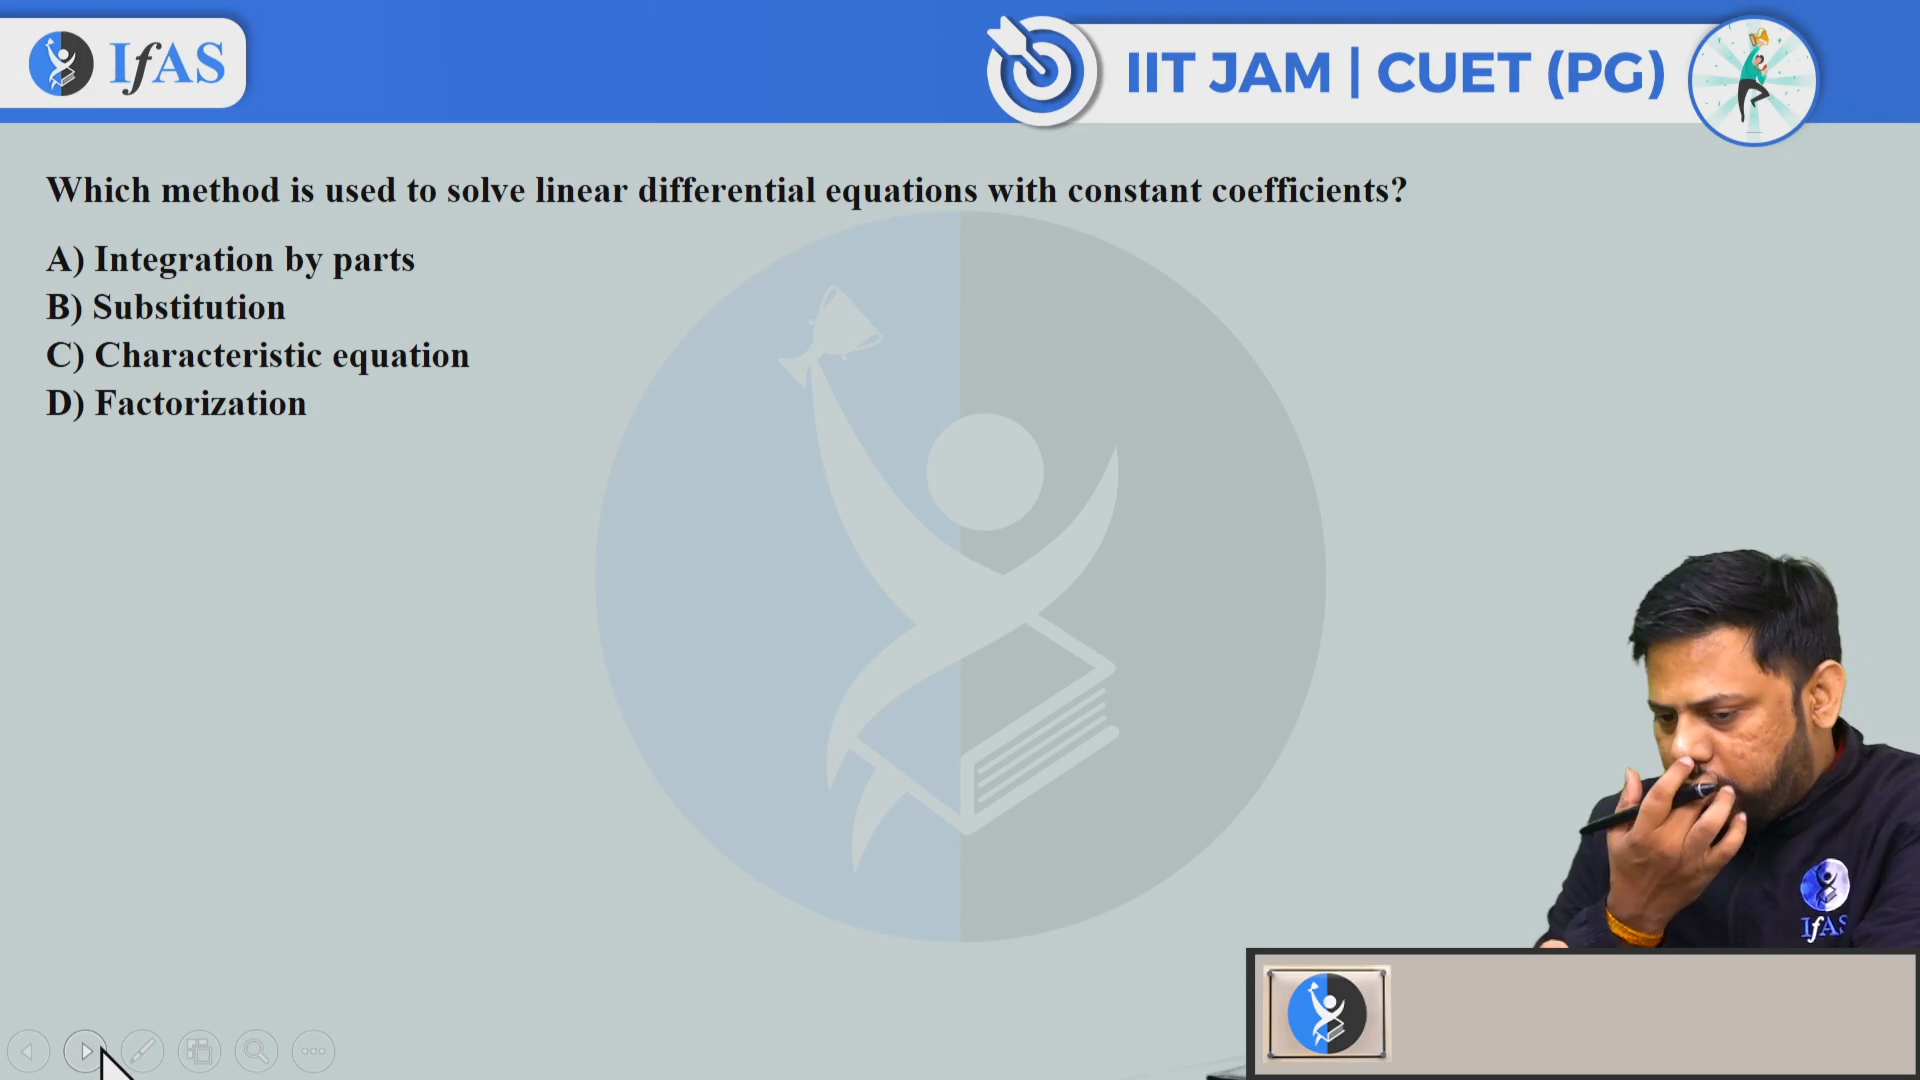 IfAS
IIT JAM | CUET (PG)
Which method is used to solve linear differential equations with constant coefficients?
A) Integration by parts
B) Substitution
C) Characteristic equation
D) Factorization
IfAS